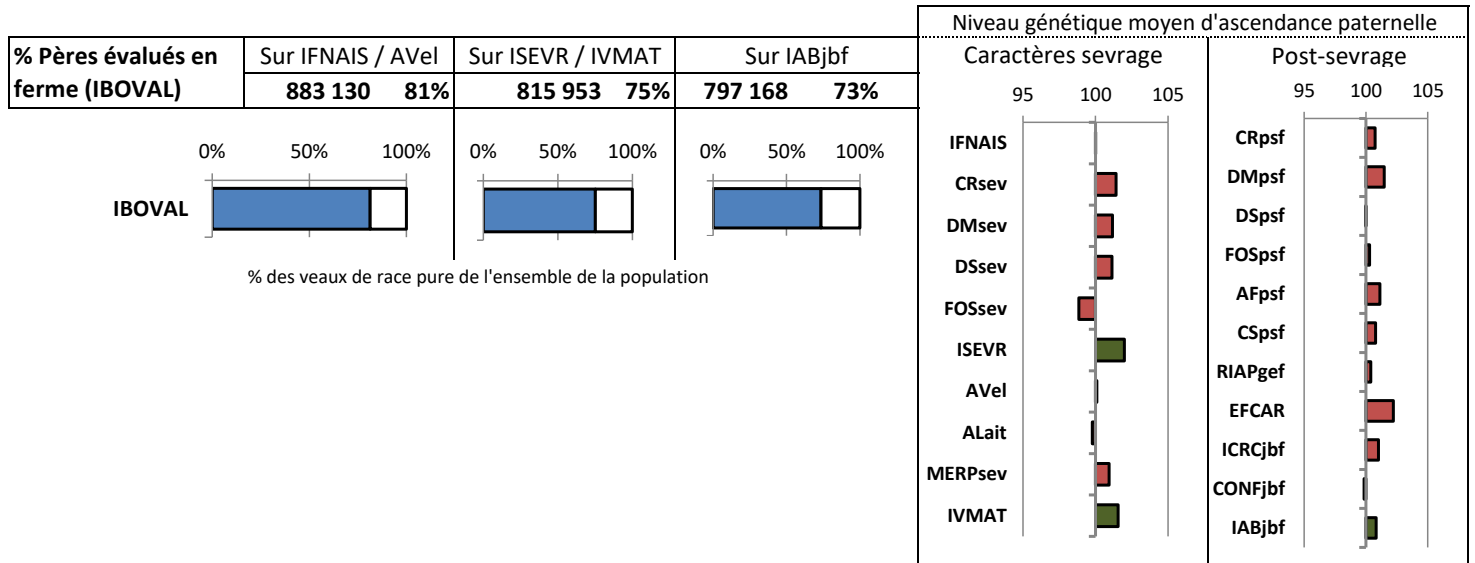 % Pères évalués en ferme (IBOVAL)
Sur IFNAIS / AVel
883 130 81%
Sur ISEVR / IVMAT
815 953 75%
Sur IABjbf
797 168 73%
0% 50% 100%
0% 50% 100%
0% 50% 100%
IBOVAL
% des veaux de race pure de l'ensemble de la population
Niveau génétique moyen d'ascendance paternelle
Caractères sevrage
95 100 105
IFNAIS
CRsev
DMsev
DSsev
FOSsev
ISEVR
AVel
ALait
MERPsev
IVMAT
Post-sevrage
95 100 105
CRpsf
DMpsf
DSpsf
FOSpsf
AFpsf
CSpsf
RIAPgef
EFCAR
ICRCjbf
CONFjbf
IABjbf